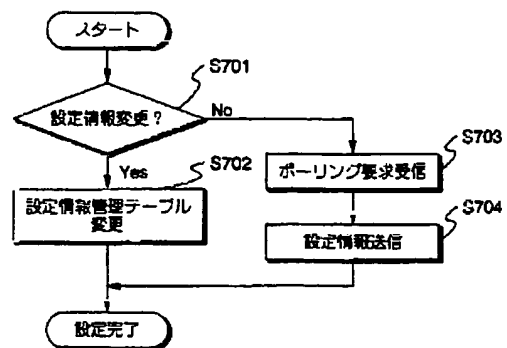 スタート
S701
設定情報変更?
No
Yes
S702
S703
設定情報管理テーブル
変更
ポーリング要求受信
S704
設定情報送信
設定完了